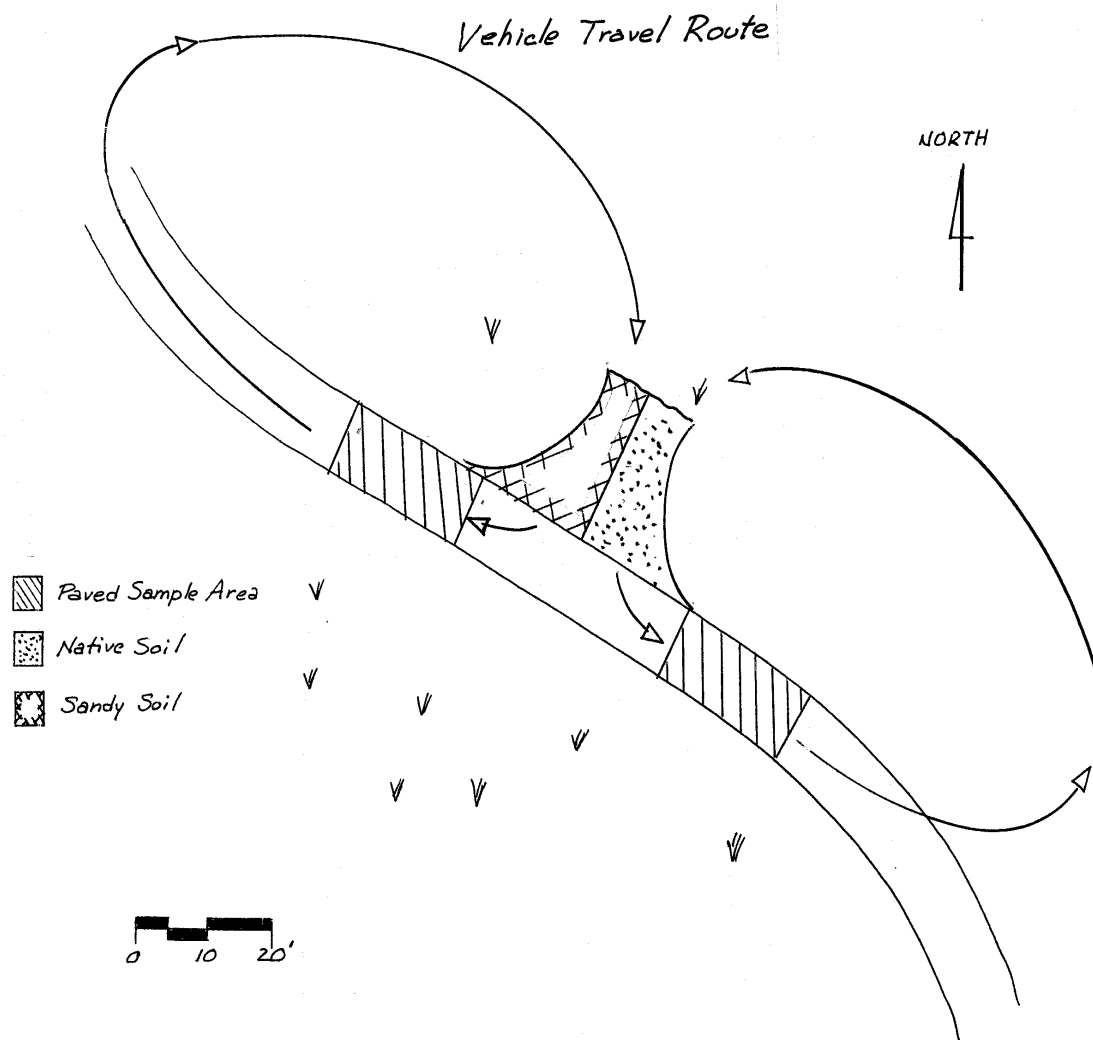 Vehicle Travel Route
NORTH
Paved Sample Area
Native Soil
Sandy Soil
0 10 20'